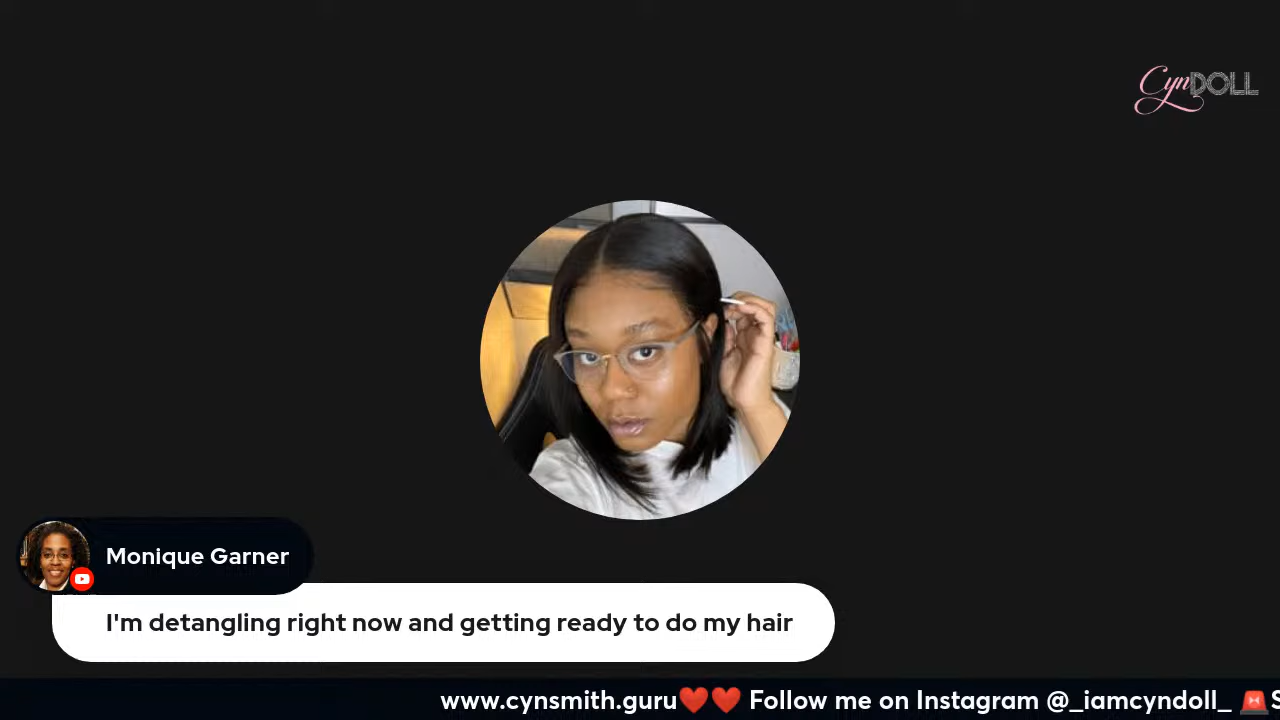 CynDOLL
Monique Garner
I'm detangling right now and getting ready to do my hair
www.cynsmith.guru❤️❤️ Follow me on Instagram @_iamcyndoll_ 🚨S